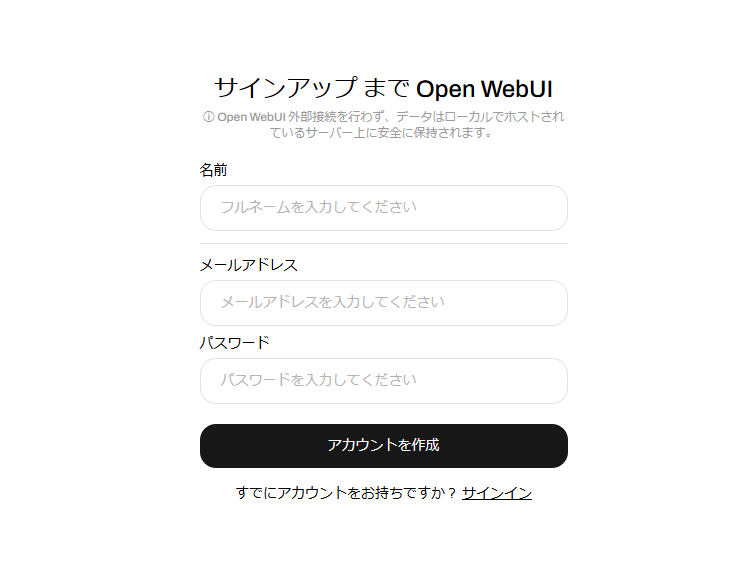 サインアップ まで Open WebUI
ⓘ Open WebUI 外部接続を行わず、データはローカルでホストされ
ているサーバー上に安全に保持されます。
名前
フルネームを入力してください
メールアドレス
メールアドレスを入力してください
パスワード
パスワードを入力してください
アカウントを作成
すでにアカウントをお持ちですか？ サインイン